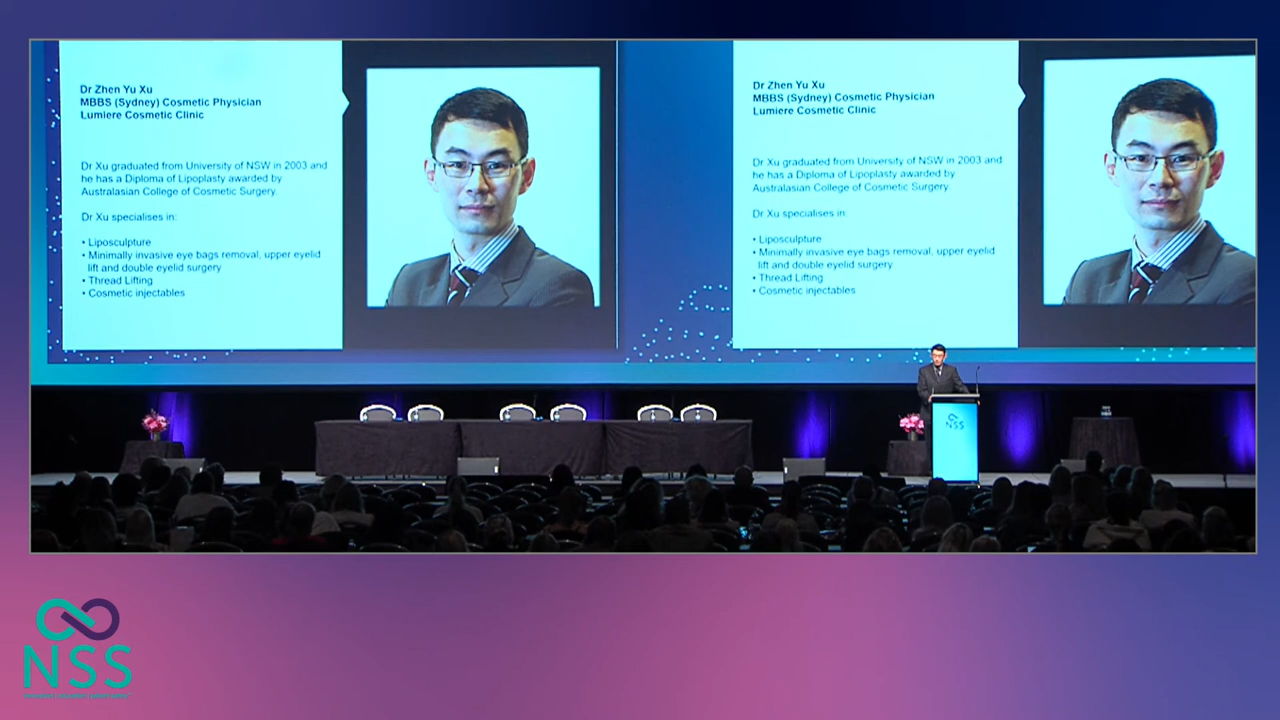 Dr Zhen Yu Xu
MBBS (Sydney) Cosmetic Physician
Lumiere Cosmetic Clinic
Dr Xu graduated from University of NSW in 2003 and
he has a Diploma of Lipoplasty awarded by
Australasian College of Cosmetic Surgery.
Dr Xu specialises in:
• Liposculpture
• Minimally invasive eye bags removal, upper eyelid
lift and double eyelid surgery
• Thread Lifting
• Cosmetic injectables
Dr Zhen Yu Xu
MBBS (Sydney) Cosmetic Physician
Lumiere Cosmetic Clinic
Dr Xu graduated from University of NSW in 2003 and
he has a Diploma of Lipoplasty awarded by
Australasian College of Cosmetic Surgery.
Dr Xu specialises in:
• Liposculpture
• Minimally invasive eye bags removal, upper eyelid
lift and double eyelid surgery
• Thread Lifting
• Cosmetic injectables
NSS
NSS